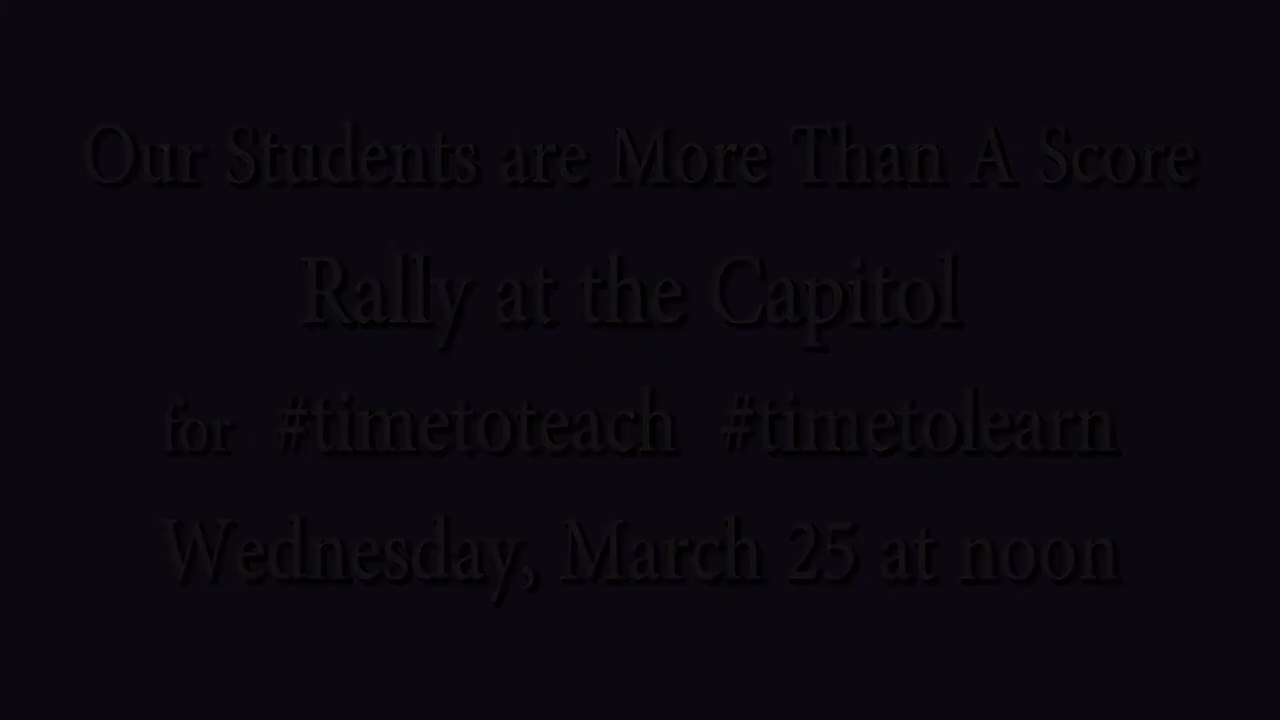 Our Students are More Than A Score
Rally at the Capitol
for #timetoteach #timetolearn
Wednesday, March 25 at noon